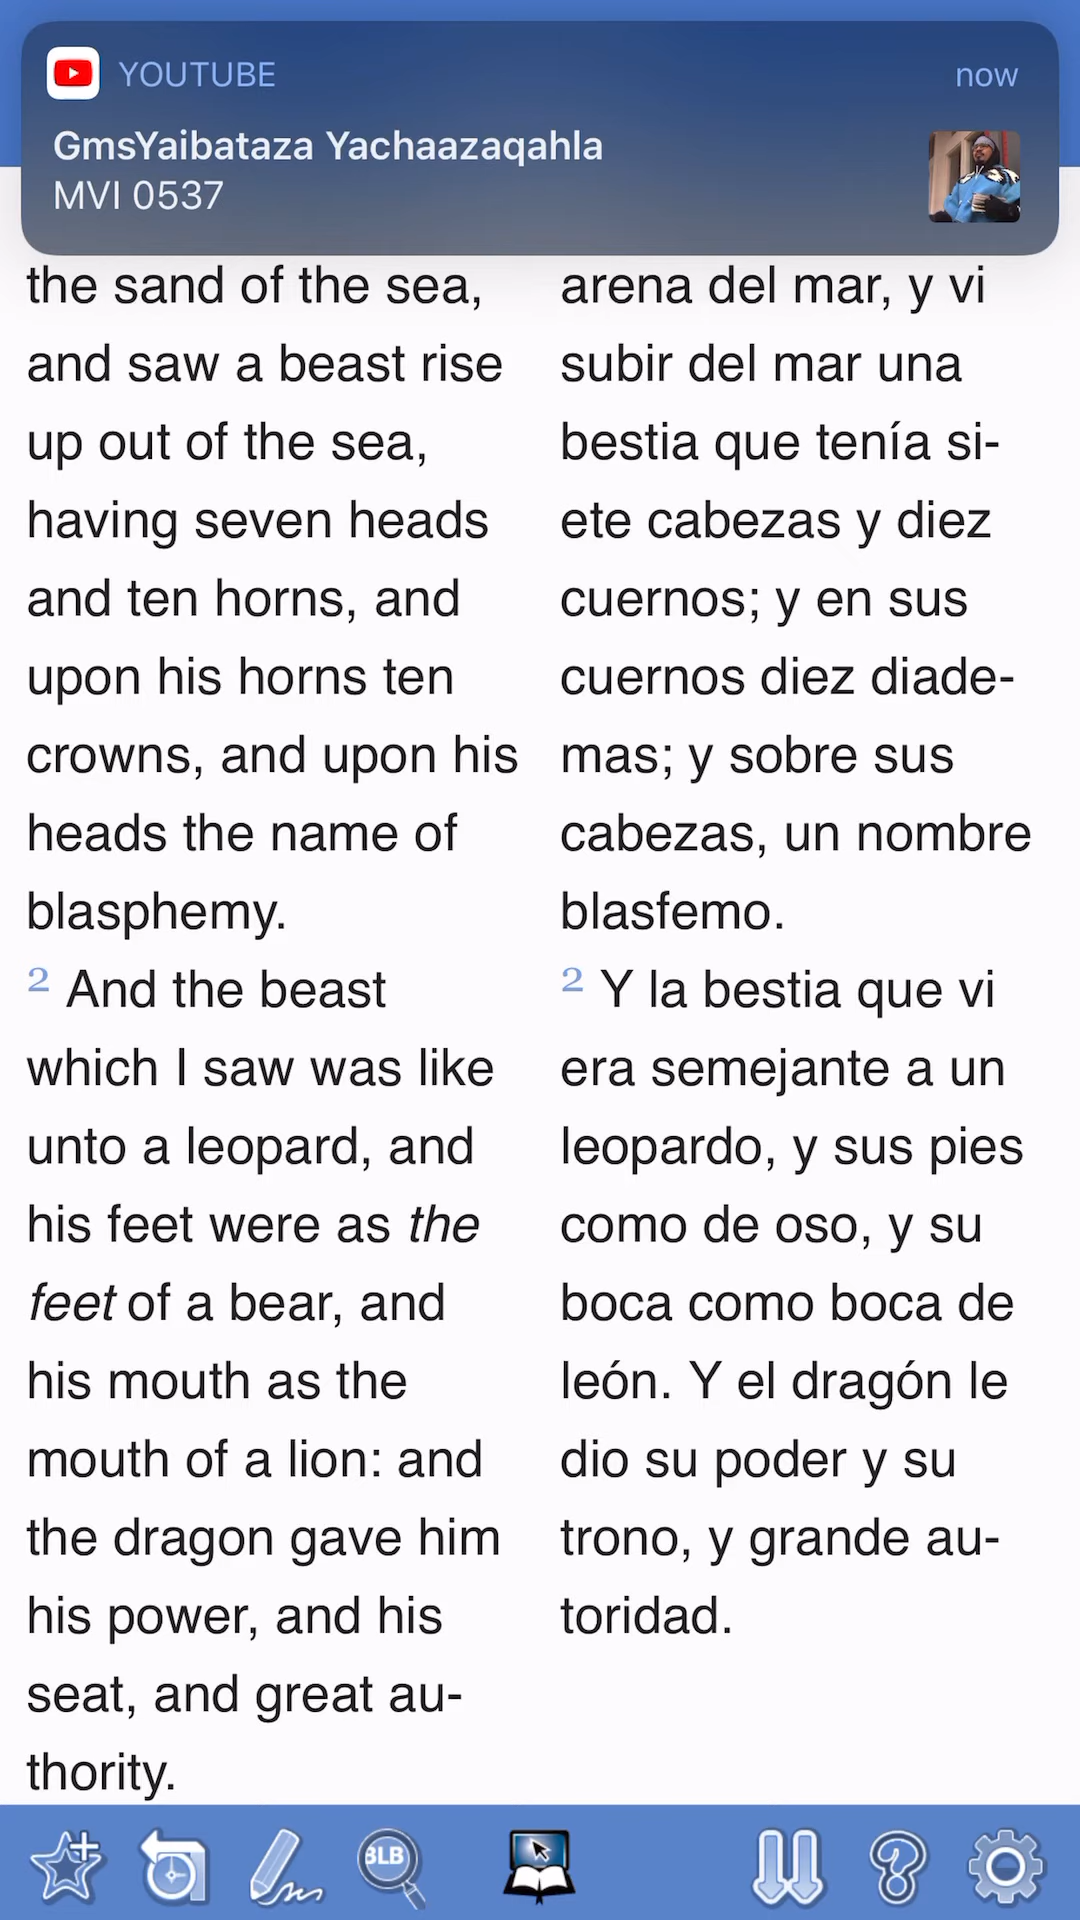 YOUTUBE
now
GmsYaibataza Yachaazaqahla
MVI 0537
the sand of the sea,
and saw a beast rise
up out of the sea,
having seven heads
and ten horns, and
upon his horns ten
crowns, and upon his
heads the name of
blasphemy.
2 And the beast
which I saw was like
unto a leopard, and
his feet were as the
feet of a bear, and
his mouth as the
mouth of a lion: and
the dragon gave him
his power, and his
seat, and great au-
thority.
arena del mar, y vi
subir del mar una
bestia que tenía si-
ete cabezas y diez
cuernos; y en sus
cuernos diez diade-
mas; y sobre sus
cabezas, un nombre
blasfemo.
2 Y la bestia que vi
era semejante a un
leopardo, y sus pies
como de oso, y su
boca como boca de
león. Y el dragón le
dio su poder y su
trono, y grande au-
toridad.
BLB